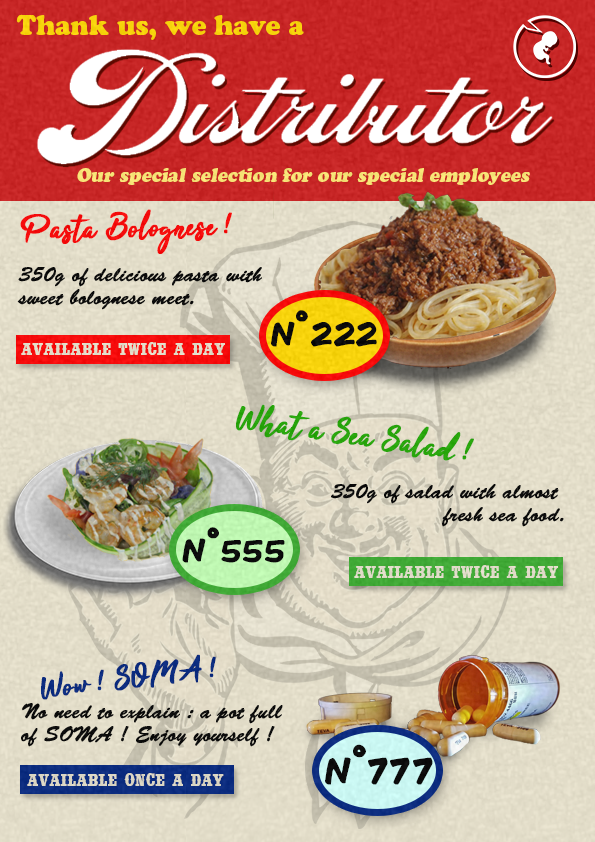 Thank us, we have a
Distributor
Our special selection for our special employees
Pasta Bolognese !
350g of delicious pasta with
sweet bolognese meet.
N°222
AVAILABLE TWICE A DAY
What a Sea Salad !
350g of salad with almost
fresh sea food.
N°555
AVAILABLE TWICE A DAY
Wow ! SOMA !
No need to explain : a pot full
of SOMA ! Enjoy yourself !
N°777
AVAILABLE ONCE A DAY